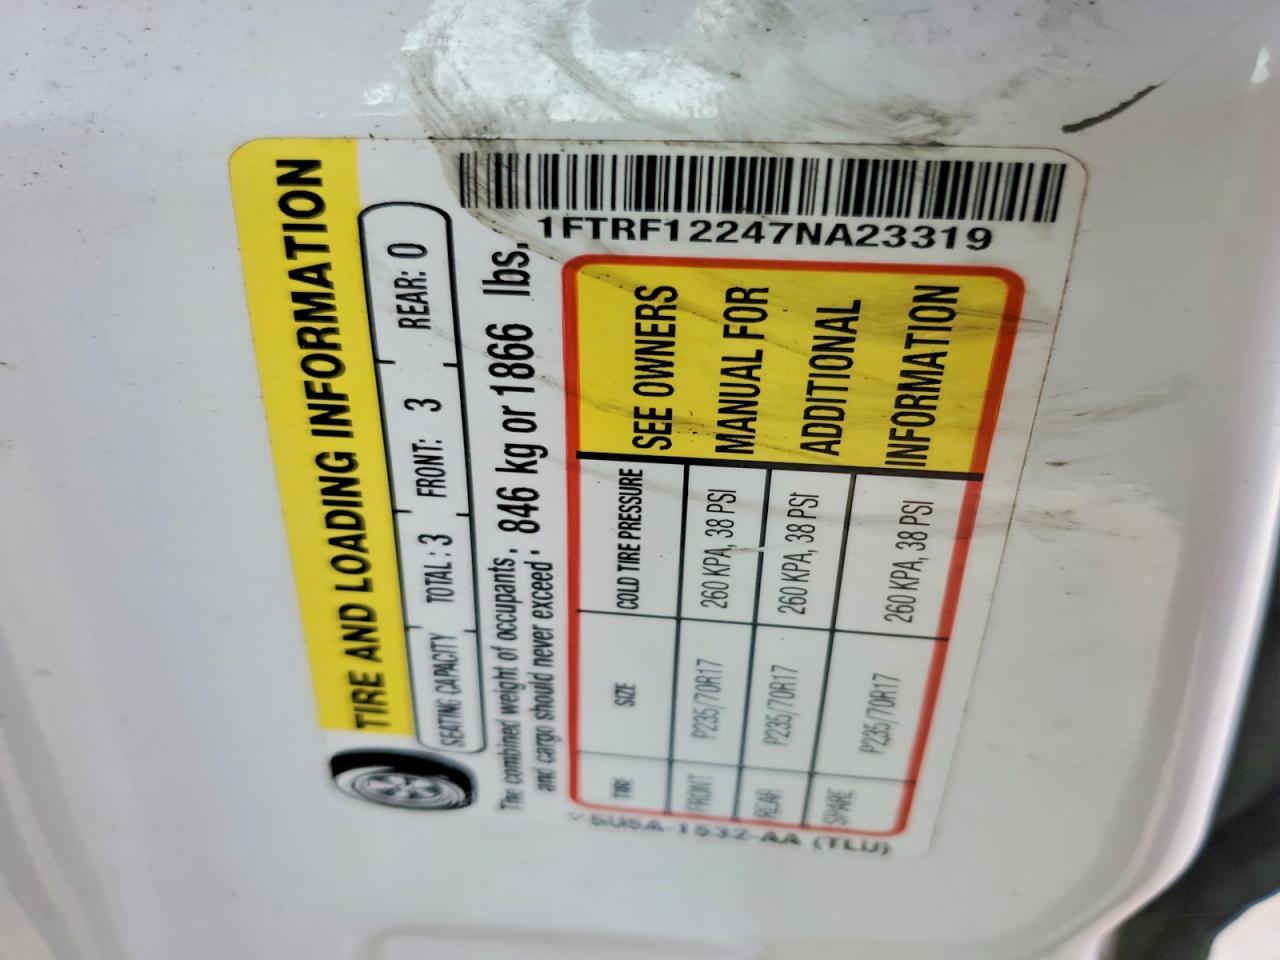 TIRE AND LOADING INFORMATION
SEATING CAPACITY TOTAL: 3 FRONT: 3 REAR: 0
The combined weight of occupants, and cargo should never exceed: 846 kg or 1866 lbs.
TIRE SIZE COLD TIRE PRESSURE
FRONT P235/70R17 260 KPA, 38 PSI
REAR P235/70R17 260 KPA, 38 PSI
SPARE P235/70R17 260 KPA, 38 PSI
SEE OWNERS
MANUAL FOR
ADDITIONAL
INFORMATION
5U5A-1532-AA (TLU)
1FTRF12247NA23319